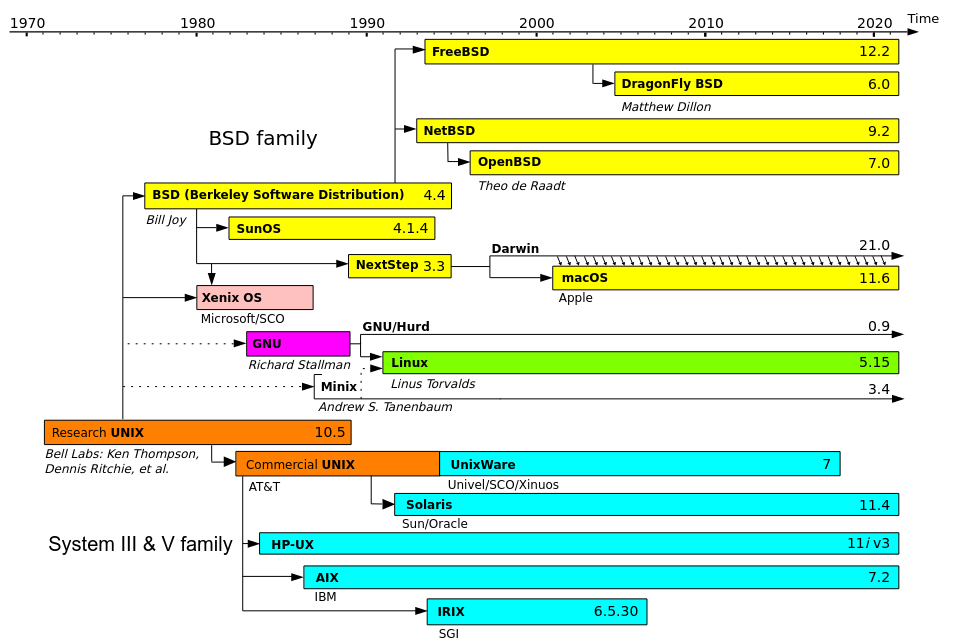 1970 1980 1990 2000 2010 2020 Time
FreeBSD 12.2
DragonFly BSD 6.0
Matthew Dillon
BSD family
NetBSD 9.2
OpenBSD 7.0
Theo de Raadt
BSD (Berkeley Software Distribution) 4.4
Bill Joy
SunOS 4.1.4
Darwin 21.0
NextStep 3.3
macOS 11.6
Apple
Xenix OS
Microsoft/SCO
GNU/Hurd 0.9
GNU
Richard Stallman
Linux 5.15
Linus Torvalds
Minix 3.4
Andrew S. Tanenbaum
Research UNIX 10.5
Bell Labs: Ken Thompson,
Dennis Ritchie, et al.
Commercial UNIX
AT&T
UnixWare 7
Univel/SCO/Xinuos
Solaris 11.4
Sun/Oracle
System III & V family
HP-UX 11i v3
AIX 7.2
IBM
IRIX 6.5.30
SGI